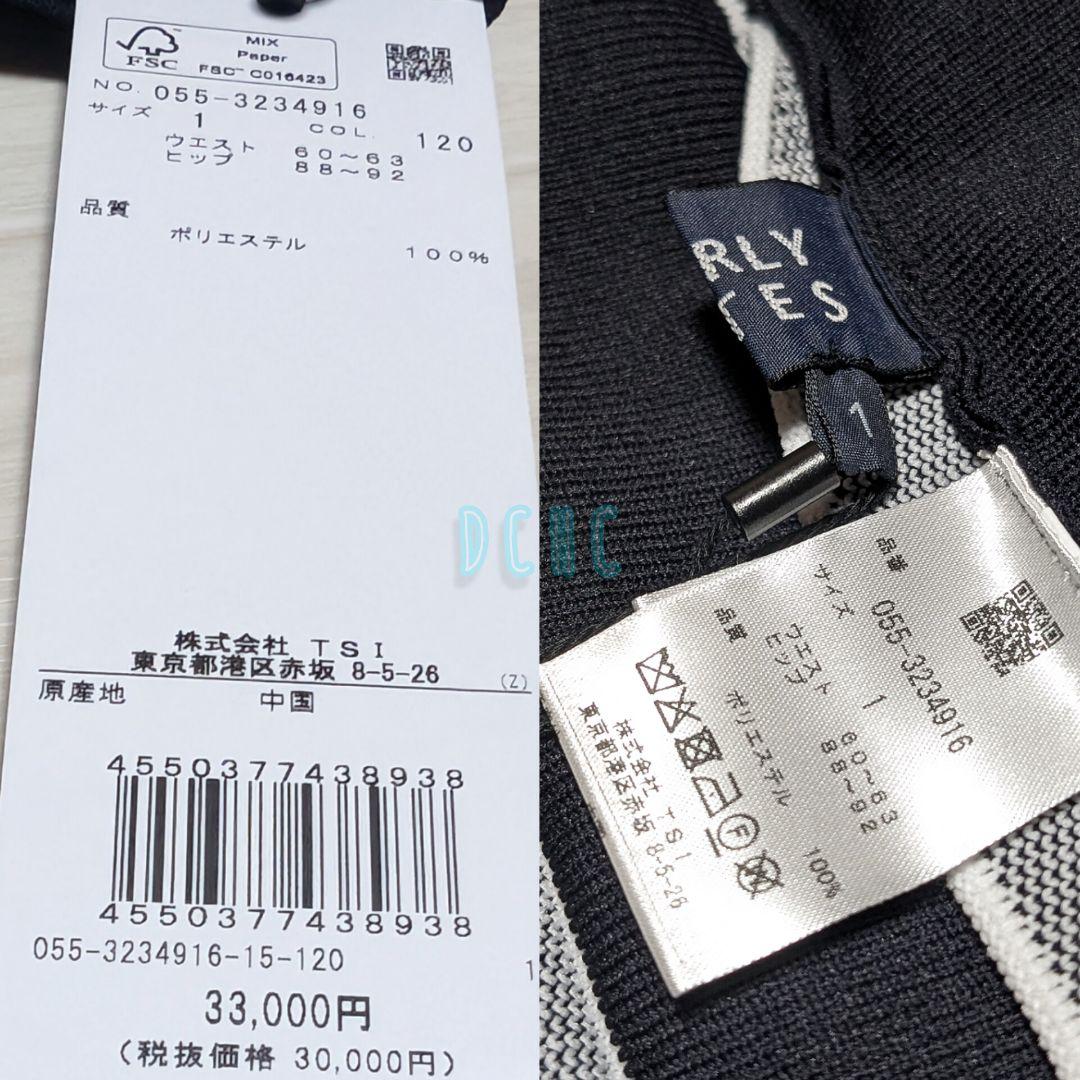 FSC
MIX
Paper
FSC™ C016423
NO. 055-3234916
サイズ 1 COL. 120
ウエスト 60～63
ヒップ 88～92
品質
ポリエステル 100%
株式会社 TSI
東京都港区赤坂 8-5-26
(Z)
原産地 中国
4550377438938
4550377438938
055-3234916-15-120
1
33,000円
(税抜価格 30,000円)
DCHC
RLY
GES
1
品番 055-3234916
サイズ 1
ウエスト 60～63
ヒップ 88～92
品質 ポリエステル 100%
F
株式会社 TSI
東京都港区赤坂 8-5-26